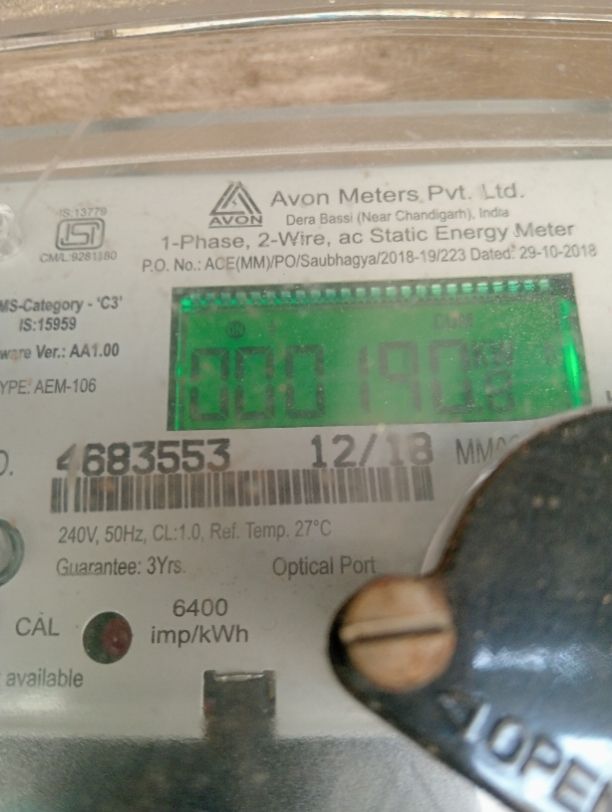 IS:13779
ISI
CM/L:9281180
AVON
Avon Meters Pvt. Ltd.
Dera Bassi (Near Chandigarh), India
1-Phase, 2-Wire, ac Static Energy Meter
P.O. No.: ACE(MM)/PO/Saubhagya/2018-19/223 Dated: 29-10-2018
MS-Category - 'C3'
IS:15959
ware Ver.: AA1.00
YPE: AEM-106
CUM
000190
4683553 12/18
240V, 50Hz, CL:1.0, Ref. Temp. 27°C
Guarantee: 3Yrs. Optical Port
CAL
6400
imp/kWh
available